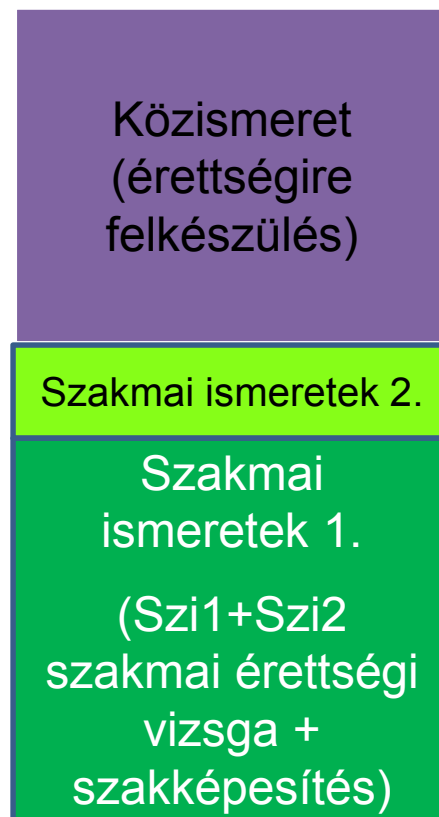 Közismeret
(érettségire
felkészülés)
Szakmai ismeretek 2.
Szakmai
ismeretek 1.
(Szi1+Szi2
szakmai érettségi
vizsga +
szakképesítés)